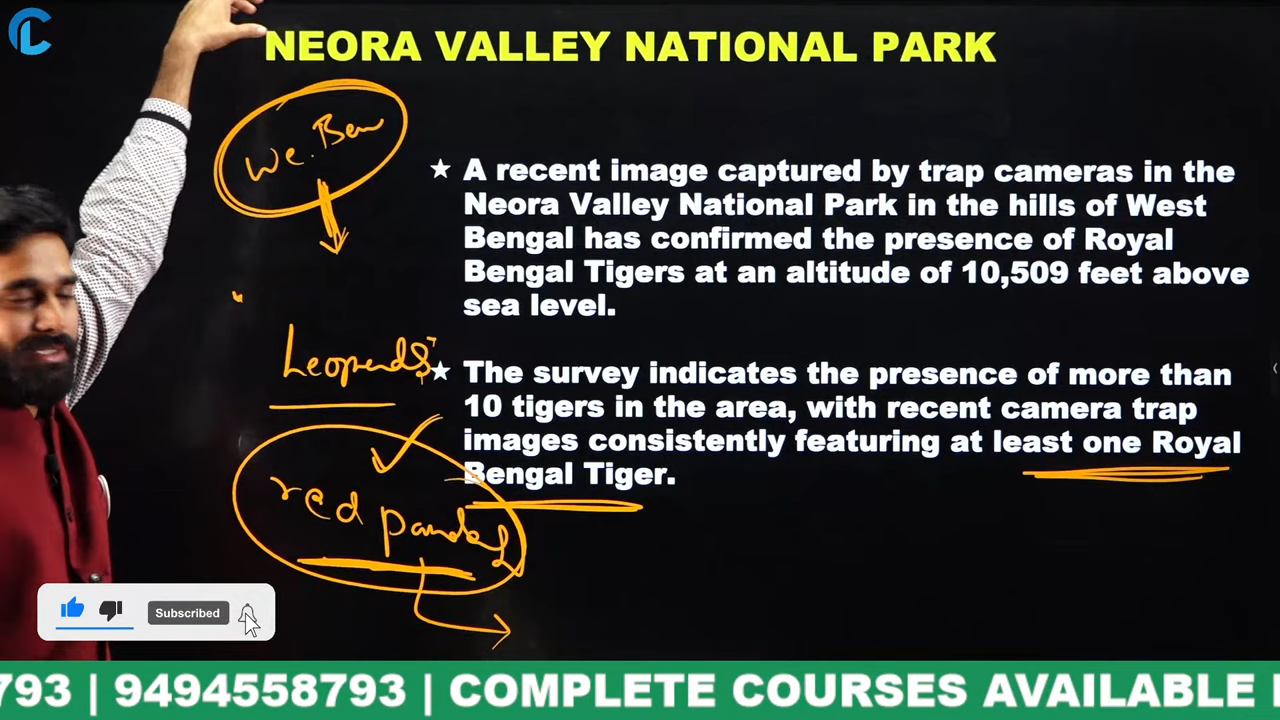 NEORA VALLEY NATIONAL PARK
We. Ben
★ A recent image captured by trap cameras in the
Neora Valley National Park in the hills of West
Bengal has confirmed the presence of Royal
Bengal Tigers at an altitude of 10,509 feet above
sea level.
Leopards
★ The survey indicates the presence of more than
10 tigers in the area, with recent camera trap
images consistently featuring at least one Royal
Bengal Tiger.
red pandas
Subscribed
793 | 9494558793 | COMPLETE COURSES AVAILABLE